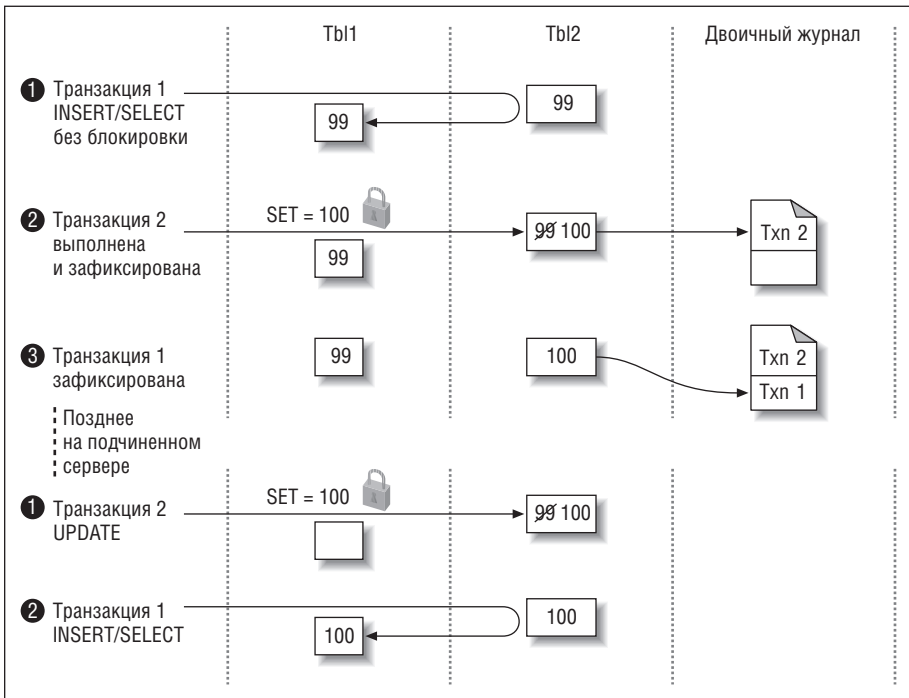 Tbl1 Tbl2 Двоичный журнал
1 Транзакция 1
INSERT/SELECT
без блокировки
99
99
2 Транзакция 2
выполнена
и зафиксирована
SET = 100
99
99 100
Txn 2
3 Транзакция 1
зафиксирована
99
100
Txn 2
Txn 1
Позднее
на подчиненном
сервере
1 Транзакция 2
UPDATE
SET = 100
99 100
2 Транзакция 1
INSERT/SELECT
100
100